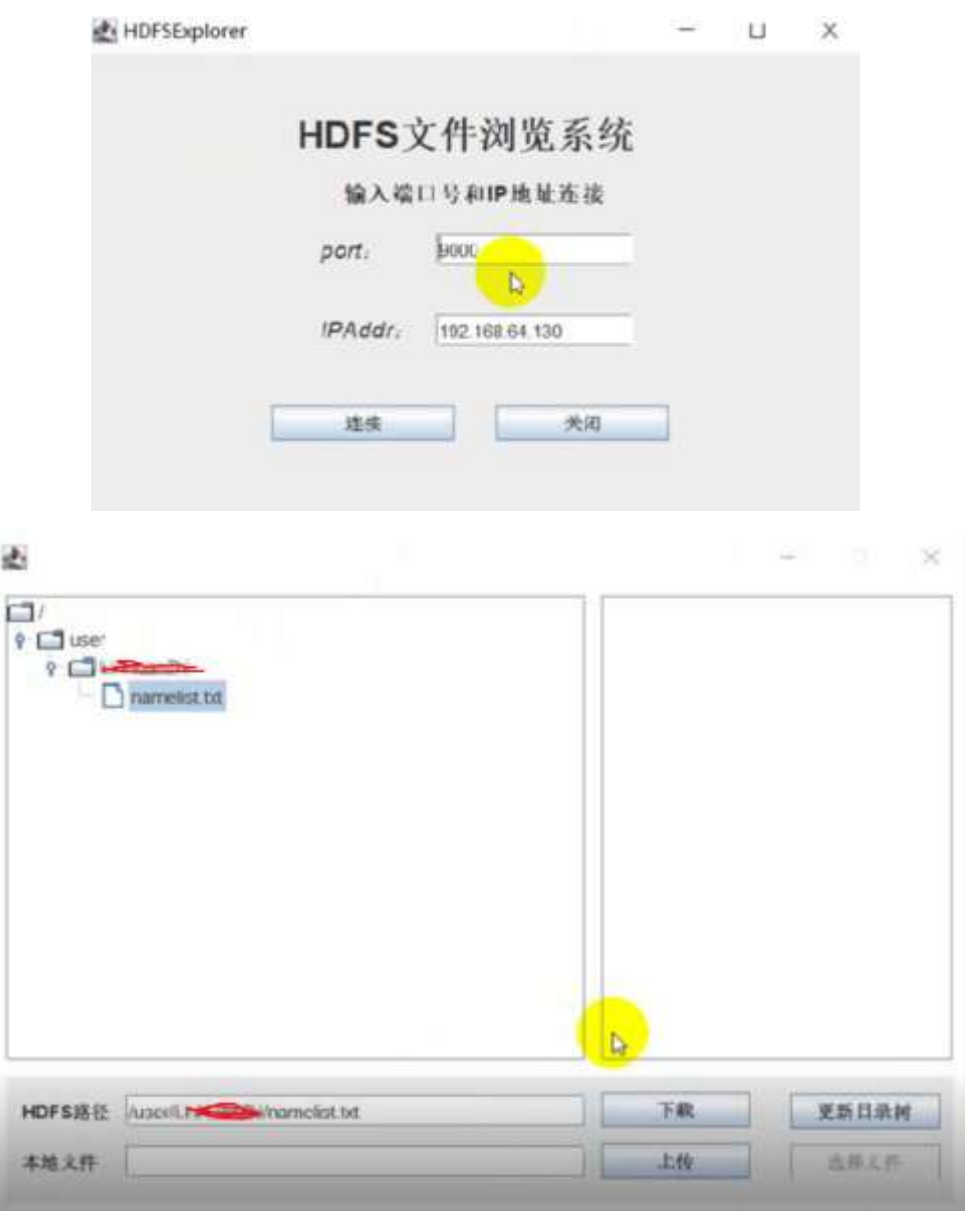 HDFSExplorer
HDFS文件浏览系统
输入端口号和IP地址连接
port:
9000
IPAddr:
192.168.64.130
连接
关闭
/
user
namelist.txt
HDFS路径
/namelist.txt
下载
更新目录树
本地文件
上传
选择文件